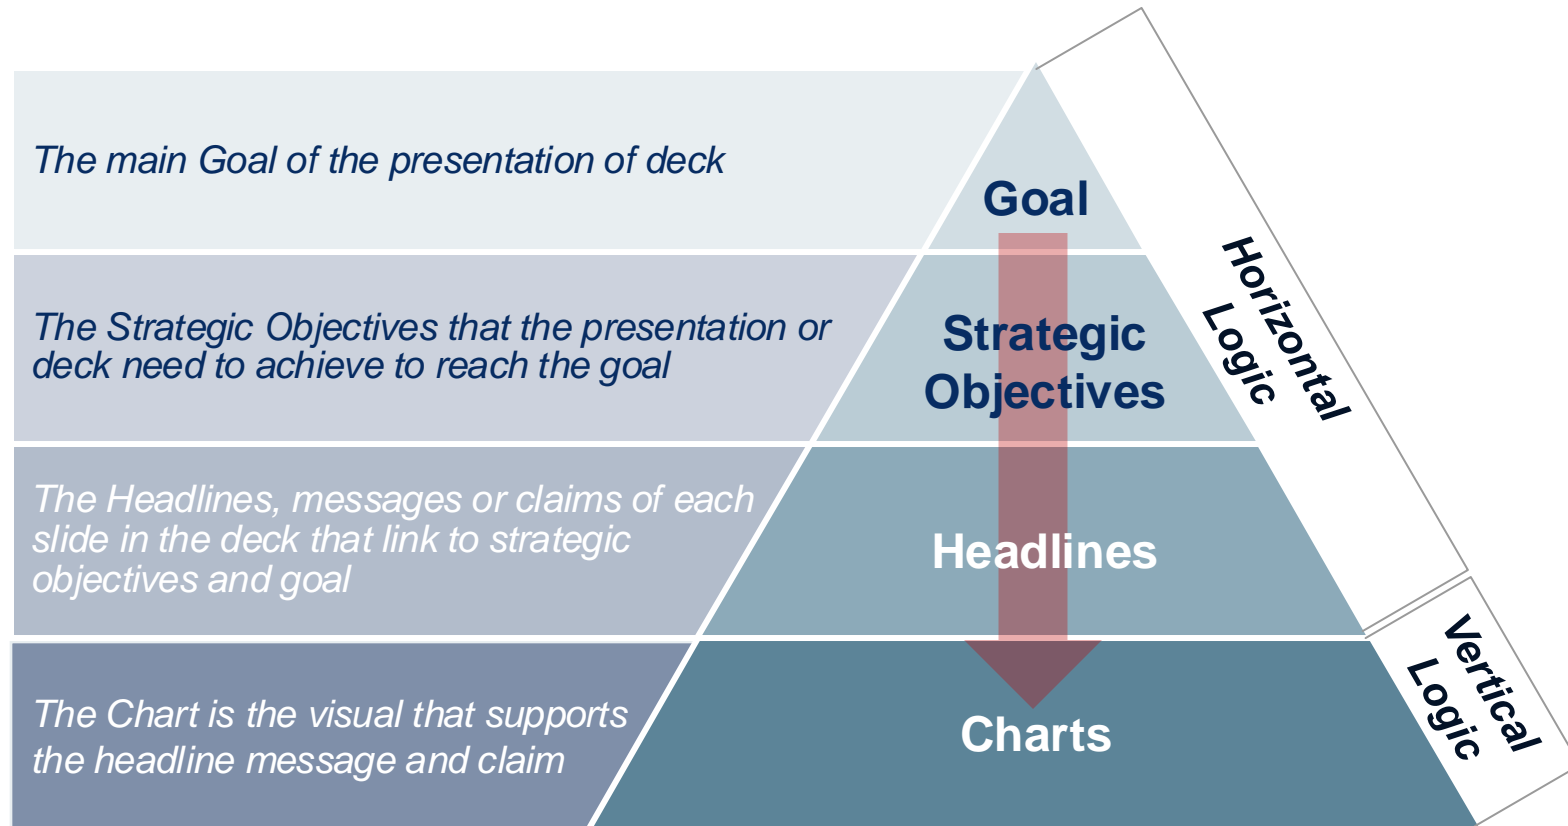 The main Goal of the presentation of deck
Goal
The Strategic Objectives that the presentation or
deck need to achieve to reach the goal
Strategic
Objectives
The Headlines, messages or claims of each
slide in the deck that link to strategic
objectives and goal
Headlines
The Chart is the visual that supports
the headline message and claim
Charts
Horizontal
Logic
Vertical
Logic